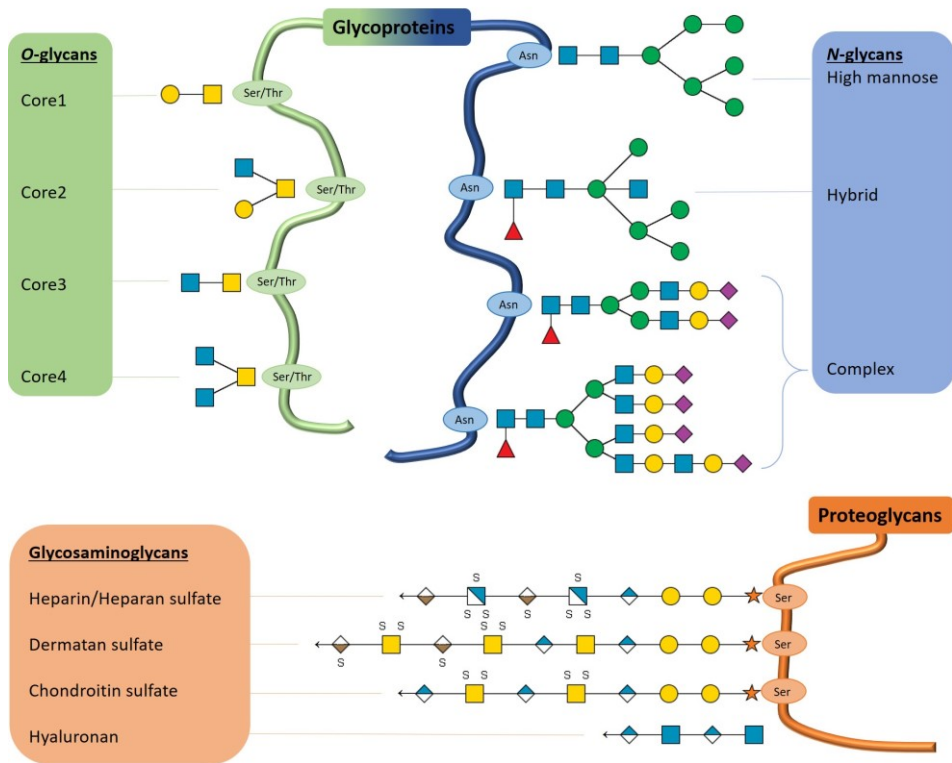 Glycoproteins
O-glycans
Core1
Core2
Core3
Core4
Ser/Thr
Ser/Thr
Ser/Thr
Ser/Thr
Asn
Asn
Asn
Asn
N-glycans
High mannose
Hybrid
Complex
Proteoglycans
Glycosaminoglycans
Heparin/Heparan sulfate
S S
S S S S S S
Ser
Dermatan sulfate
S S S S S S
S S
Ser
Chondroitin sulfate
S S S S
Ser
Hyaluronan